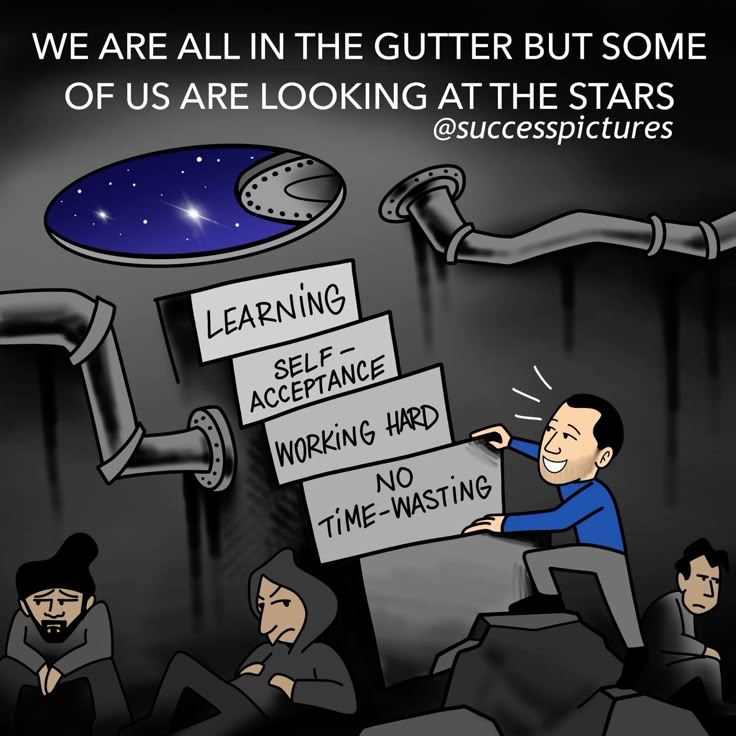 WE ARE ALL IN THE GUTTER BUT SOME
OF US ARE LOOKING AT THE STARS
@successpictures
LEARNING
SELF-
ACCEPTANCE
WORKING HARD
NO
TIME-WASTING